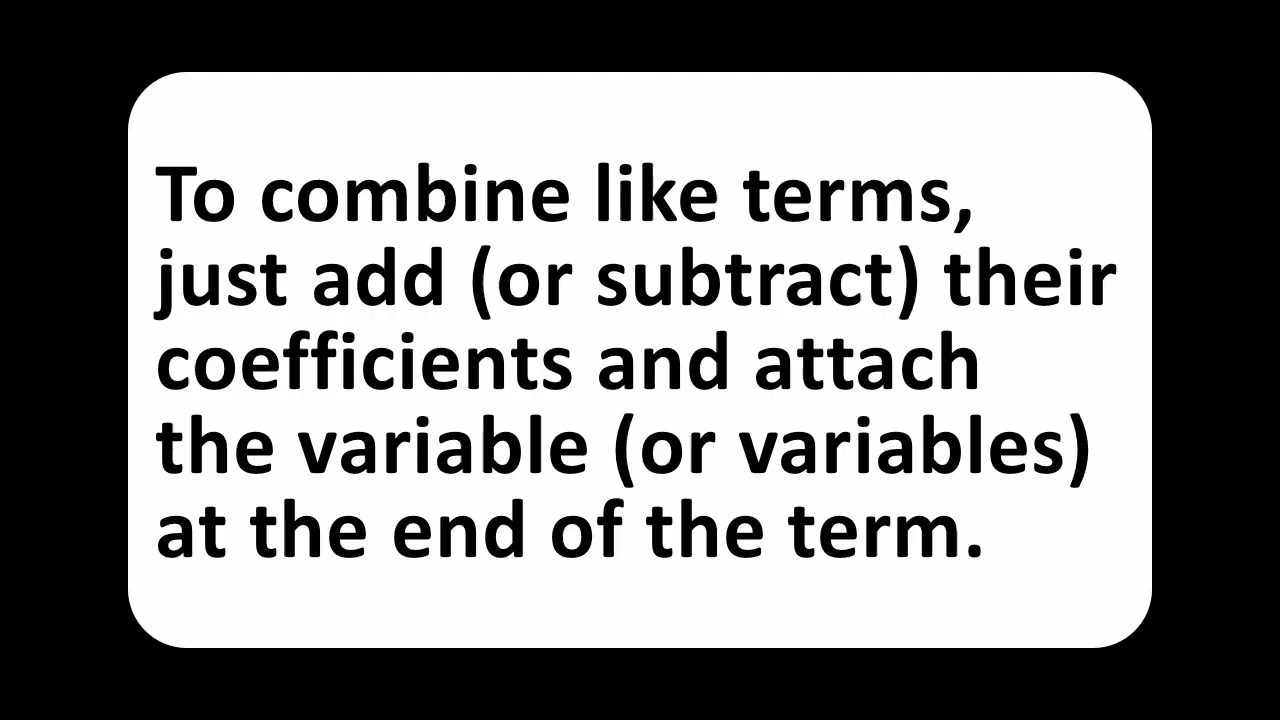 To combine like terms,
just add (or subtract) their
coefficients and attach
the variable (or variables)
at the end of the term.